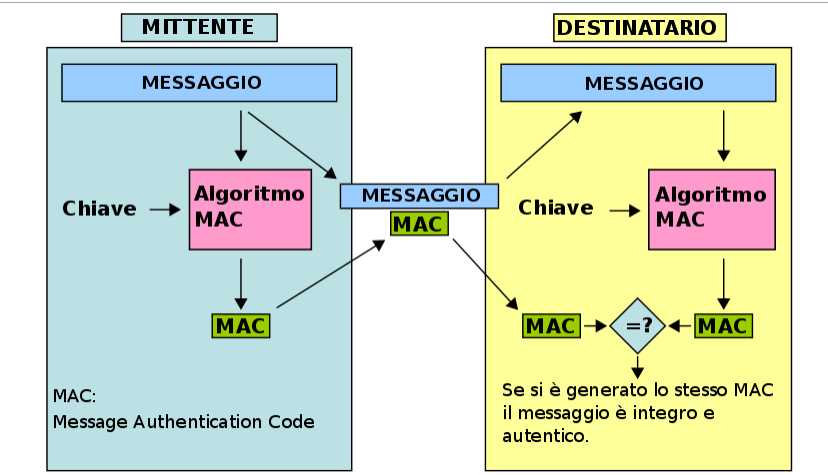 MITTENTE
MESSAGGIO
Chiave
Algoritmo
MAC
MAC
MAC:
Message Authentication Code
MESSAGGIO
MAC
DESTINATARIO
MESSAGGIO
Chiave
Algoritmo
MAC
MAC
=?
MAC
Se si è generato lo stesso MAC
il messaggio è integro e
autentico.